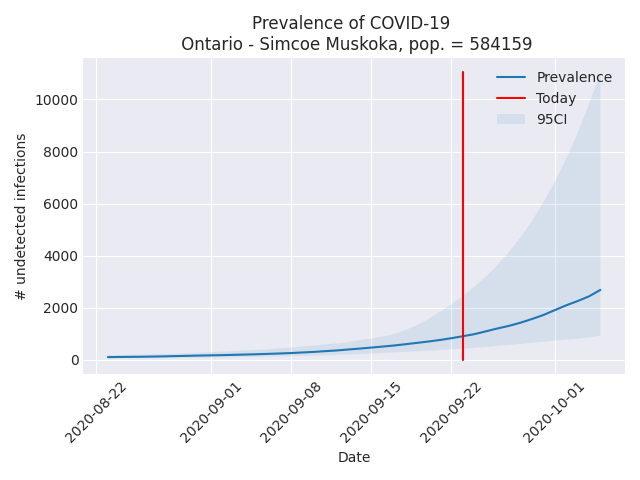 Prevalence of COVID-19
Ontario - Simcoe Muskoka, pop. = 584159
Prevalence
Today
95CI
# undetected infections
10000
8000
6000
4000
2000
0
2020-08-22
2020-09-01
2020-09-08
2020-09-15
2020-09-22
2020-10-01
Date